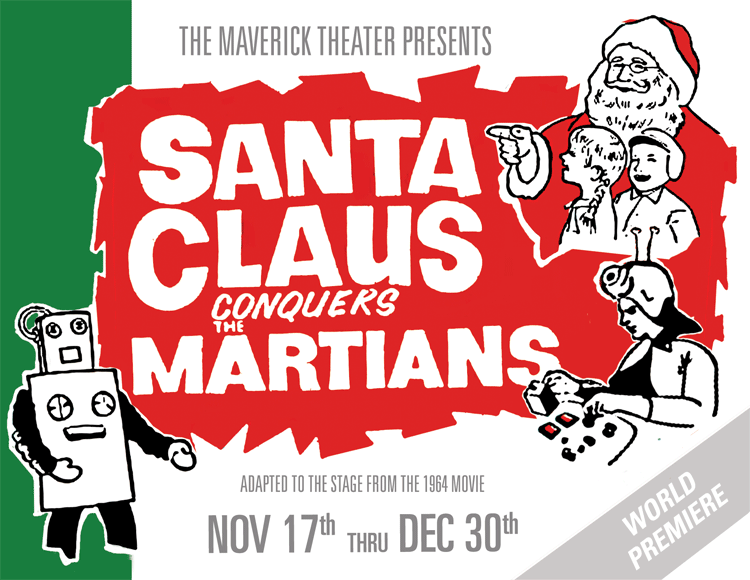 THE MAVERICK THEATER PRESENTS
SANTA
CLAUS
CONQUERS
THE
MARTIANS
ADAPTED TO THE STAGE FROM THE 1964 MOVIE
NOV 17th THRU DEC 30th
WORLD
PREMIERE